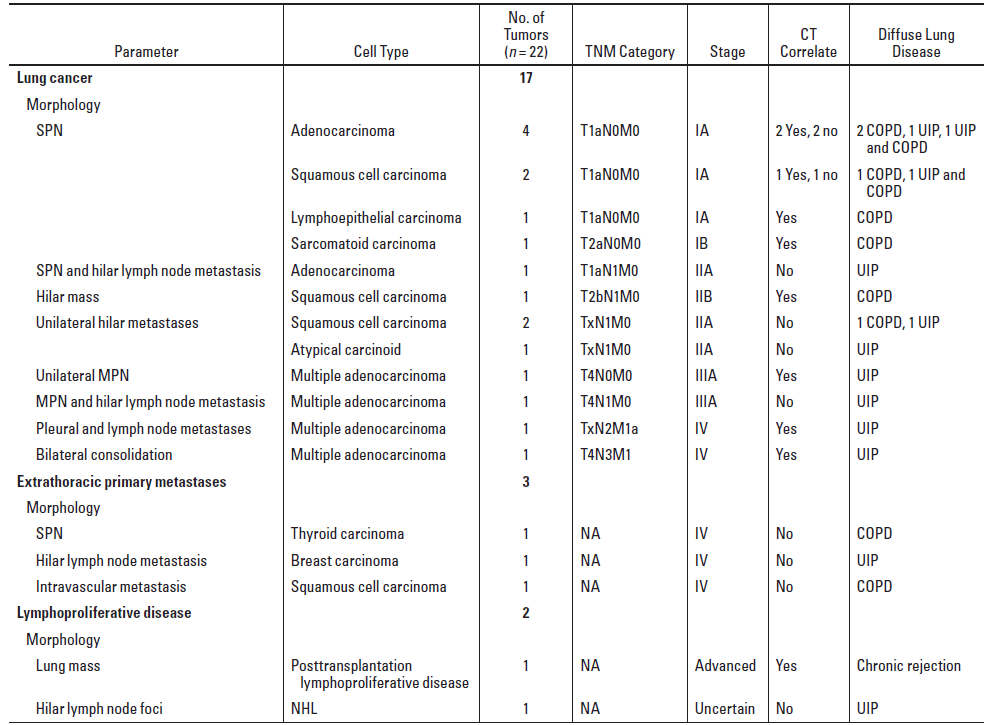 Parameter Cell Type No. of Tumors (n = 22) TNM Category Stage CT Correlate Diffuse Lung Disease
Lung cancer 17
Morphology
SPN Adenocarcinoma 4 T1aN0M0 IA 2 Yes, 2 no 2 COPD, 1 UIP, 1 UIP
and COPD
Squamous cell carcinoma 2 T1aN0M0 IA 1 Yes, 1 no 1 COPD, 1 UIP and
COPD
Lymphoepithelial carcinoma 1 T1aN0M0 IA Yes COPD
Sarcomatoid carcinoma 1 T2aN0M0 IB Yes COPD
SPN and hilar lymph node metastasis Adenocarcinoma 1 T1aN1M0 IIA No UIP
Hilar mass Squamous cell carcinoma 1 T2bN1M0 IIB Yes COPD
Unilateral hilar metastases Squamous cell carcinoma 2 TxN1M0 IIA No 1 COPD, 1 UIP
Atypical carcinoid 1 TxN1M0 IIA No UIP
Unilateral MPN Multiple adenocarcinoma 1 T4N0M0 IIIA Yes UIP
MPN and hilar lymph node metastasis Multiple adenocarcinoma 1 T4N1M0 IIIA No UIP
Pleural and lymph node metastases Multiple adenocarcinoma 1 TxN2M1a IV Yes UIP
Bilateral consolidation Multiple adenocarcinoma 1 T4N3M1 IV Yes UIP
Extrathoracic primary metastases 3
Morphology
SPN Thyroid carcinoma 1 NA IV No COPD
Hilar lymph node metastasis Breast carcinoma 1 NA IV No UIP
Intravascular metastasis Squamous cell carcinoma 1 NA IV No COPD
Lymphoproliferative disease 2
Morphology
Lung mass Posttransplantation 1 NA Advanced Yes Chronic rejection
lymphoproliferative disease
Hilar lymph node foci NHL 1 NA Uncertain No UIP